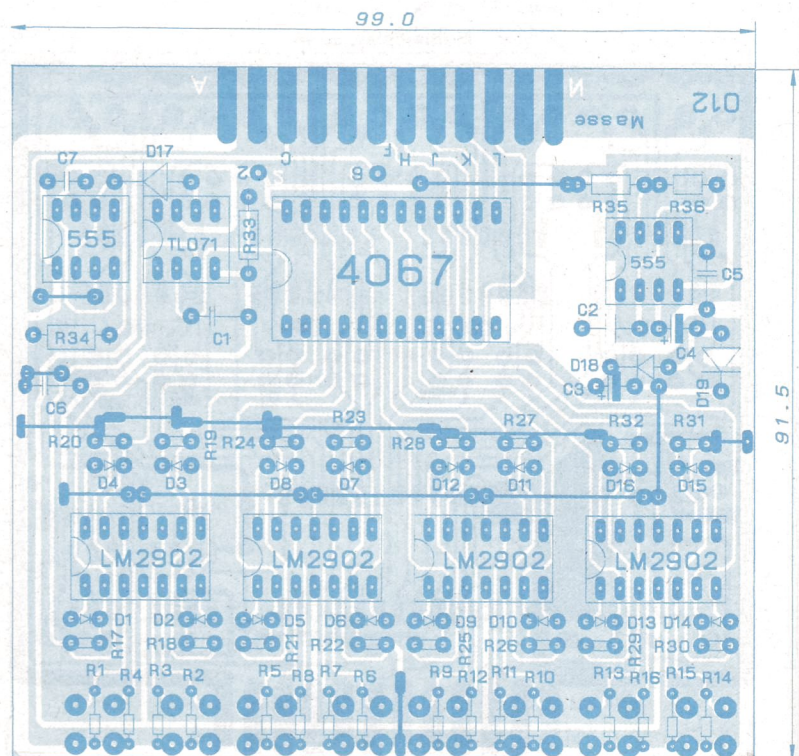 99.0
A
N
012
Masse
C
F
H
J
K
L
2
C7
D17
R35
R36
555
TL071
R33
4067
555
C5
C1
C2
C4
R34
D18
C3
D19
C6
91.5
R20
R19
R24
R23
R28
R27
R32
R31
D4
D3
D8
D7
D12
D11
D16
D15
LM2902
LM2902
LM2902
LM2902
D1
D2
D5
D6
D9
D10
D13
D14
R17
R18
R21
R22
R25
R26
R29
R30
R1
R4
R3
R2
R5
R8
R7
R6
R9
R12
R11
R10
R13
R16
R15
R14